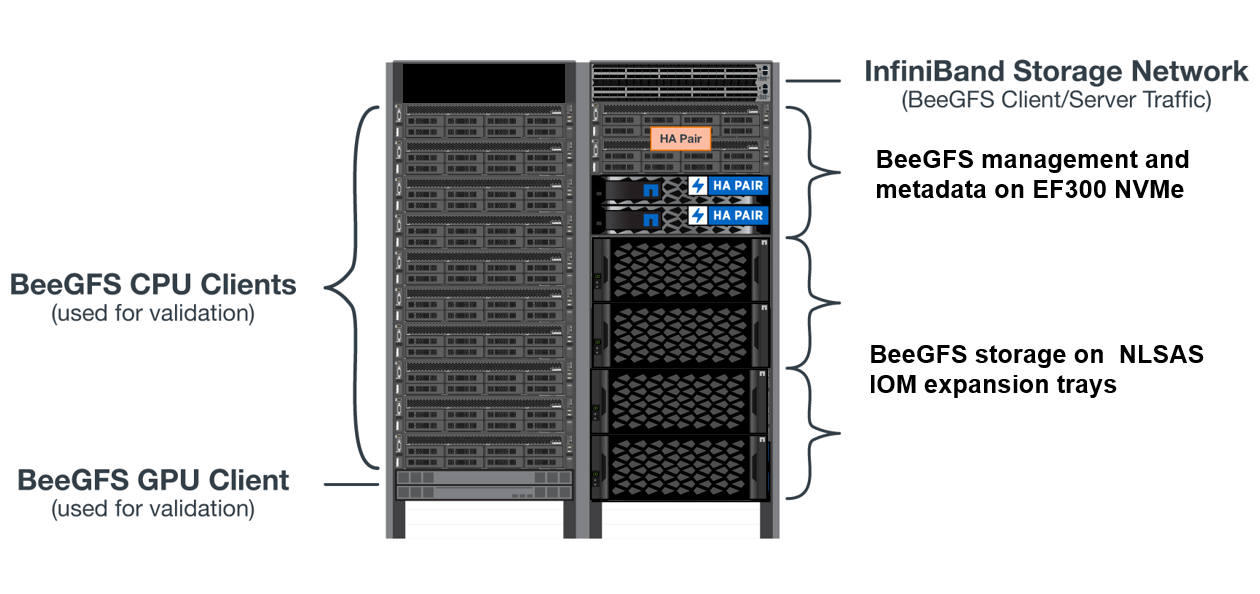 InfiniBand Storage Network
(BeeGFS Client/Server Traffic)
HA Pair
HA PAIR
HA PAIR
BeeGFS management and
metadata on EF300 NVMe
BeeGFS CPU Clients
(used for validation)
BeeGFS storage on  NLSAS
IOM expansion trays
BeeGFS GPU Client
(used for validation)